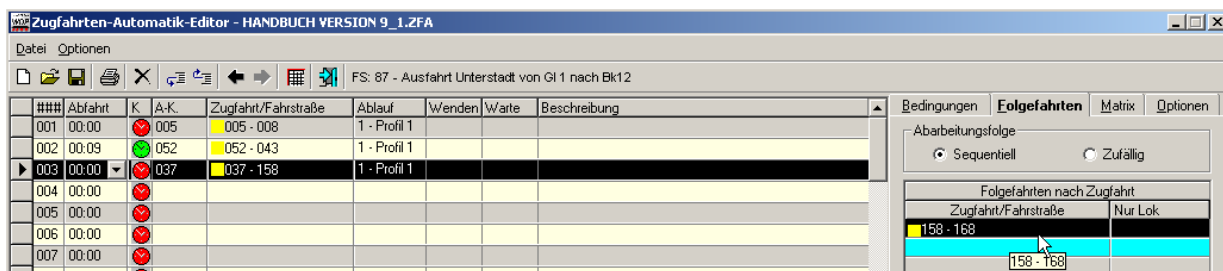 Zugfahrten-Automatik-Editor - HANDBUCH VERSION 9_1.ZFA
Datei Optionen
FS: 87 - Ausfahrt Unterstadt von Gl 1 nach Bk12
### Abfahrt K A-K. Zugfahrt/Fahrstraße Ablauf Wenden Warte Beschreibung
001 00:00 005 005 - 008 1 - Profil 1
002 00:09 052 052 - 043 1 - Profil 1
003 00:00 037 037 - 158 1 - Profil 1
004 00:00
005 00:00
006 00:00
007 00:00
Bedingungen Folgefahrten Matrix Optionen
Abarbeitungsfolge
Sequentiell Zufällig
Folgefahrten nach Zugfahrt
Zugfahrt/Fahrstraße Nur Lok
158 - 168
158 - 168